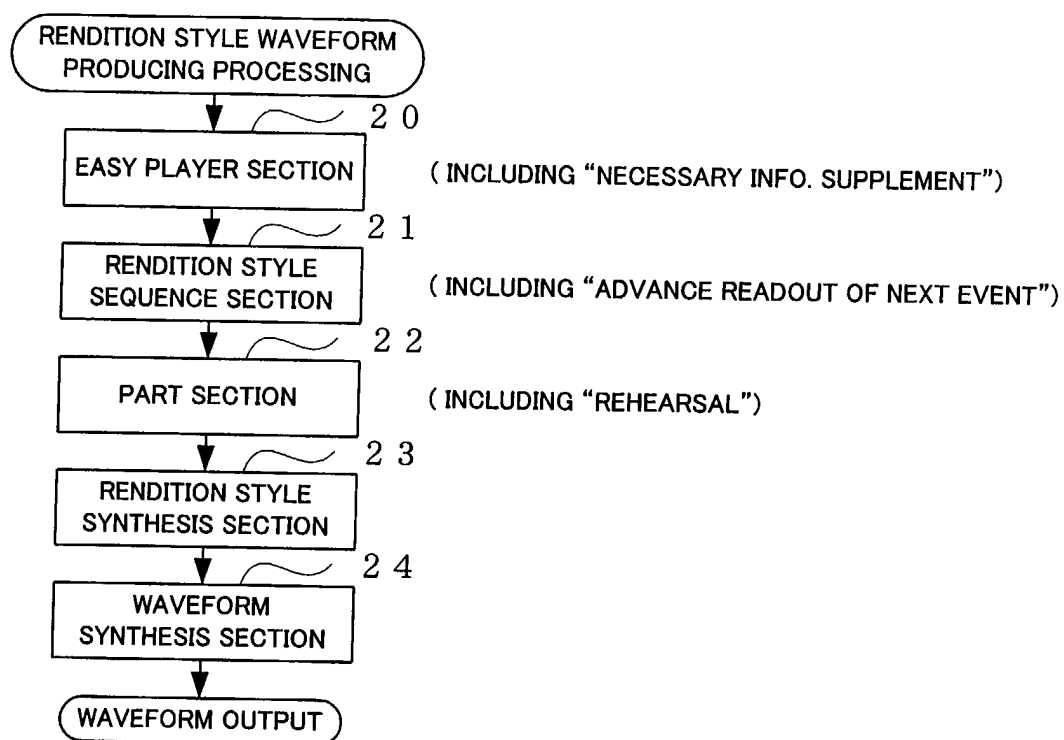 RENDITION STYLE WAVEFORM
PRODUCING PROCESSING
20
EASY PLAYER SECTION
( INCLUDING “NECESSARY INFO. SUPPLEMENT”)
21
RENDITION STYLE
SEQUENCE SECTION
( INCLUDING “ADVANCE READOUT OF NEXT EVENT”)
22
PART SECTION
( INCLUDING “REHEARSAL”)
23
RENDITION STYLE
SYNTHESIS SECTION
24
WAVEFORM
SYNTHESIS SECTION
WAVEFORM OUTPUT